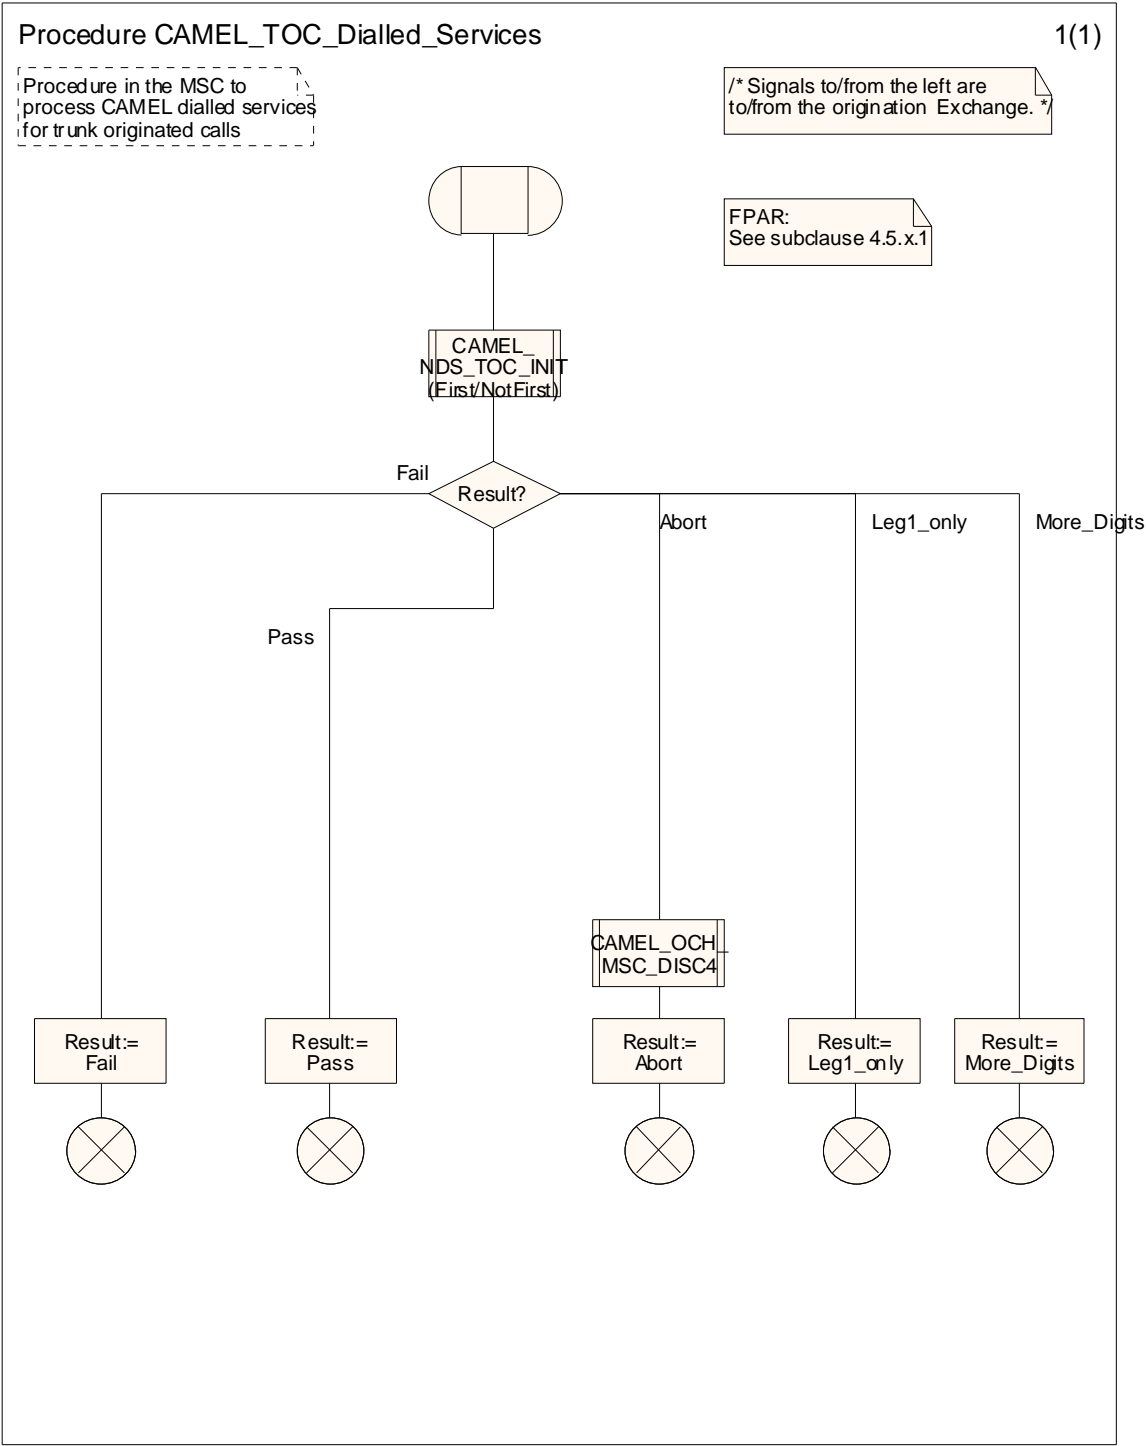 Procedure CAMEL_TOC_Dialled_Services
1(1)
Procedure in the MSC to
process CAMEL dialled services
for trunk originated calls
/* Signals to/from the left are
to/from the origination Exchange. */
FPAR:
See subclause 4.5.x.1
CAMEL_
NDS_TOC_INIT
(First/NotFirst)
Fail
Result?
Abort
Leg1_only
More_Digits
Pass
CAMEL_OCH_
MSC_DISC4
Result:=
Fail
Result:=
Pass
Result:=
Abort
Result:=
Leg1_only
Result:=
More_Digits